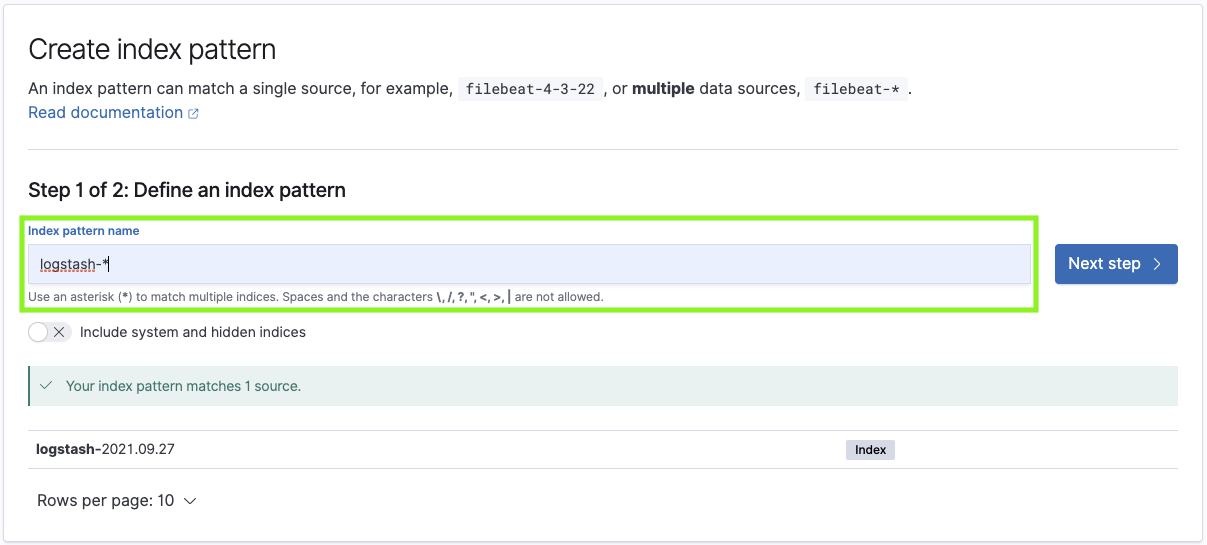 Create index pattern
An index pattern can match a single source, for example, filebeat-4-3-22 , or multiple data sources, filebeat-* .
Read documentation
Step 1 of 2: Define an index pattern
Index pattern name
logstash-*
Next step
Use an asterisk (*) to match multiple indices. Spaces and the characters \, /, ?, ", <, >, | are not allowed.
Include system and hidden indices
Your index pattern matches 1 source.
logstash-2021.09.27 Index
Rows per page: 10